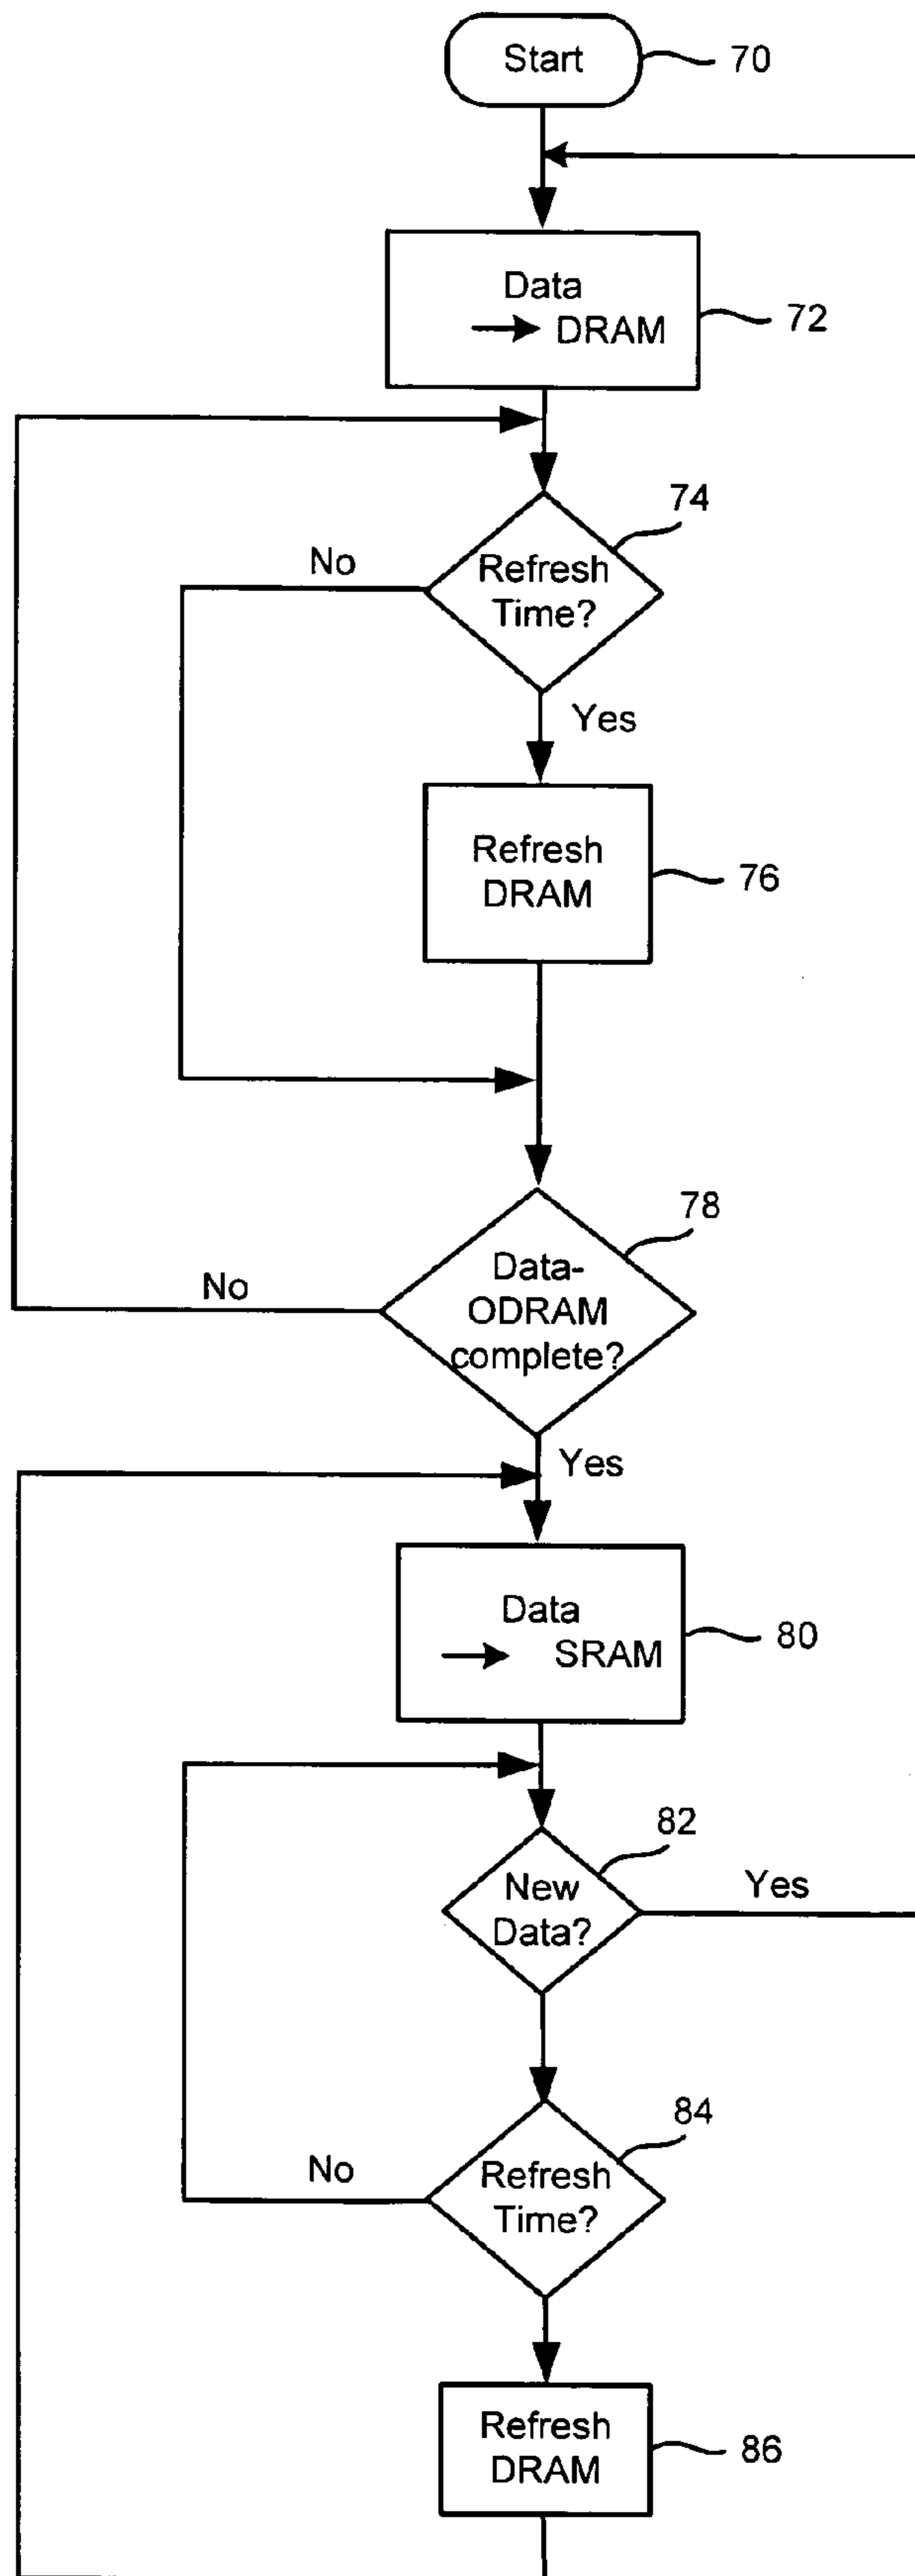 Start
70
Data
→ DRAM
72
74
No
Refresh
Time?
Yes
Refresh
DRAM
76
78
No
Data-
ODRAM
complete?
Yes
Data
→ SRAM
80
82
New
Data?
Yes
84
No
Refresh
Time?
Refresh
DRAM
86